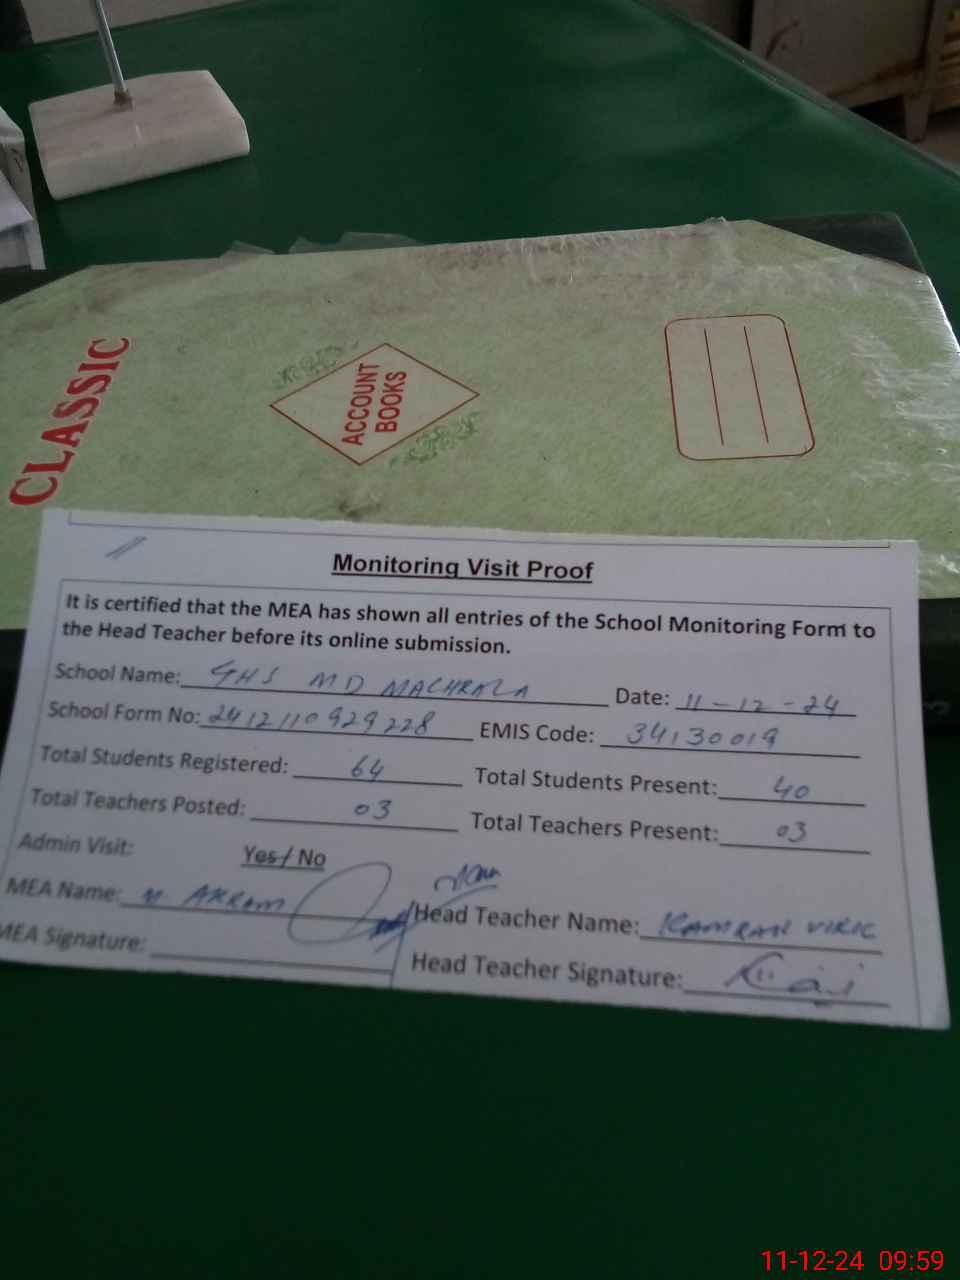 CLASSIC
ACCOUNT
BOOKS
Monitoring Visit Proof
It is certified that the MEA has shown all entries of the School Monitoring Form to
the Head Teacher before its online submission.
School Name: GHS MD MACHRALA Date: 11-12-24
School Form No: 2412110929228 EMIS Code: 34130019
Total Students Registered: 64 Total Students Present: 40
Total Teachers Posted: 03 Total Teachers Present: 03
Admin Visit: Yes / No
MEA Name: M. AKRAM Head Teacher Name: KAMRAN VIRK
MEA Signature: Head Teacher Signature:
11-12-24 09:59